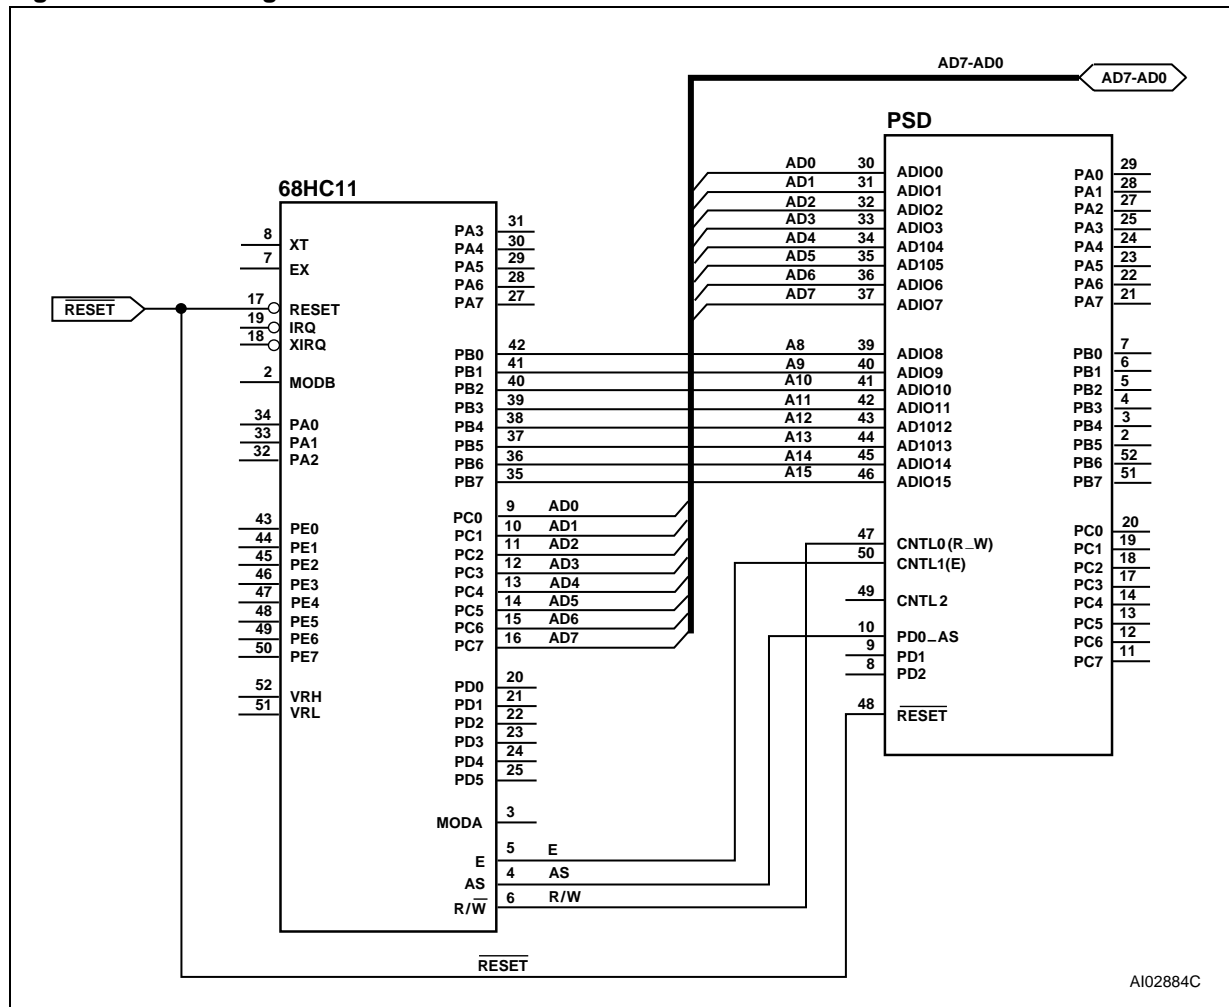 AD7-AD0
AD7-AD0
PSD
68HC11
RESET
8 XT
7 EX
17 RESET
19 IRQ
18 XIRQ
2 MODB
34 PA0
33 PA1
32 PA2
43 PE0
44 PE1
45 PE2
46 PE3
47 PE4
48 PE5
49 PE6
50 PE7
52 VRH
51 VRL
PA3 31
PA4 30
PA5 29
PA6 28
PA7 27
PB0 42
PB1 41
PB2 40
PB3 39
PB4 38
PB5 37
PB6 36
PB7 35
PC0 9 AD0
PC1 10 AD1
PC2 11 AD2
PC3 12 AD3
PC4 13 AD4
PC5 14 AD5
PC6 15 AD6
PC7 16 AD7
PD0 20
PD1 21
PD2 22
PD3 23
PD4 24
PD5 25
MODA 3
E 5 E
AS 4 AS
R/W 6 R/W
AD0 30 ADIO0
AD1 31 ADIO1
AD2 32 ADIO2
AD3 33 ADIO3
AD4 34 AD104
AD5 35 AD105
AD6 36 ADIO6
AD7 37 ADIO7
A8 39 ADIO8
A9 40 ADIO9
A10 41 ADIO10
A11 42 ADIO11
A12 43 AD1012
A13 44 AD1013
A14 45 ADIO14
A15 46 ADIO15
47 CNTL0(R_W)
50 CNTL1(E)
49 CNTL2
10 PD0_AS
9 PD1
8 PD2
48 RESET
PA0 29
PA1 28
PA2 27
PA3 25
PA4 24
PA5 23
PA6 22
PA7 21
PB0 7
PB1 6
PB2 5
PB3 4
PB4 3
PB5 2
PB6 52
PB7 51
PC0 20
PC1 19
PC2 18
PC3 17
PC4 14
PC5 13
PC6 12
PC7 11
RESET
AI02884C